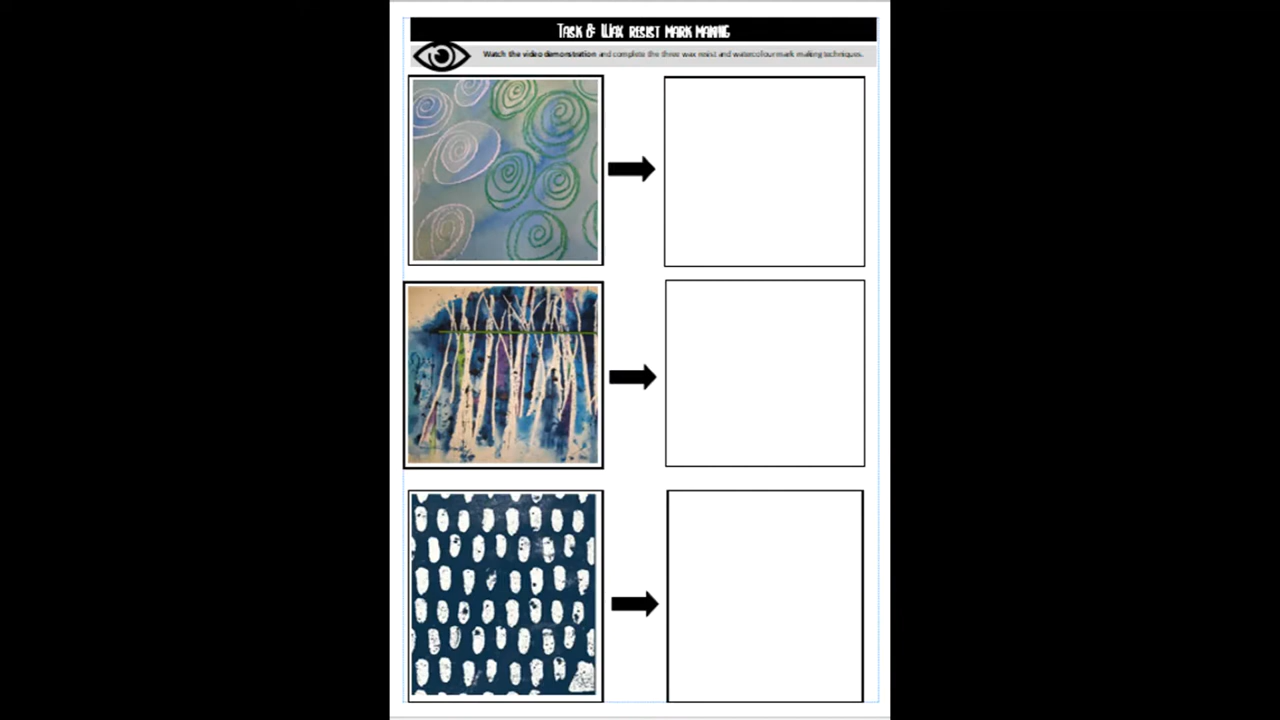 Task 8: Wax resist mark making
Watch the video demonstration and complete the three wax resist and watercolour mark making techniques.